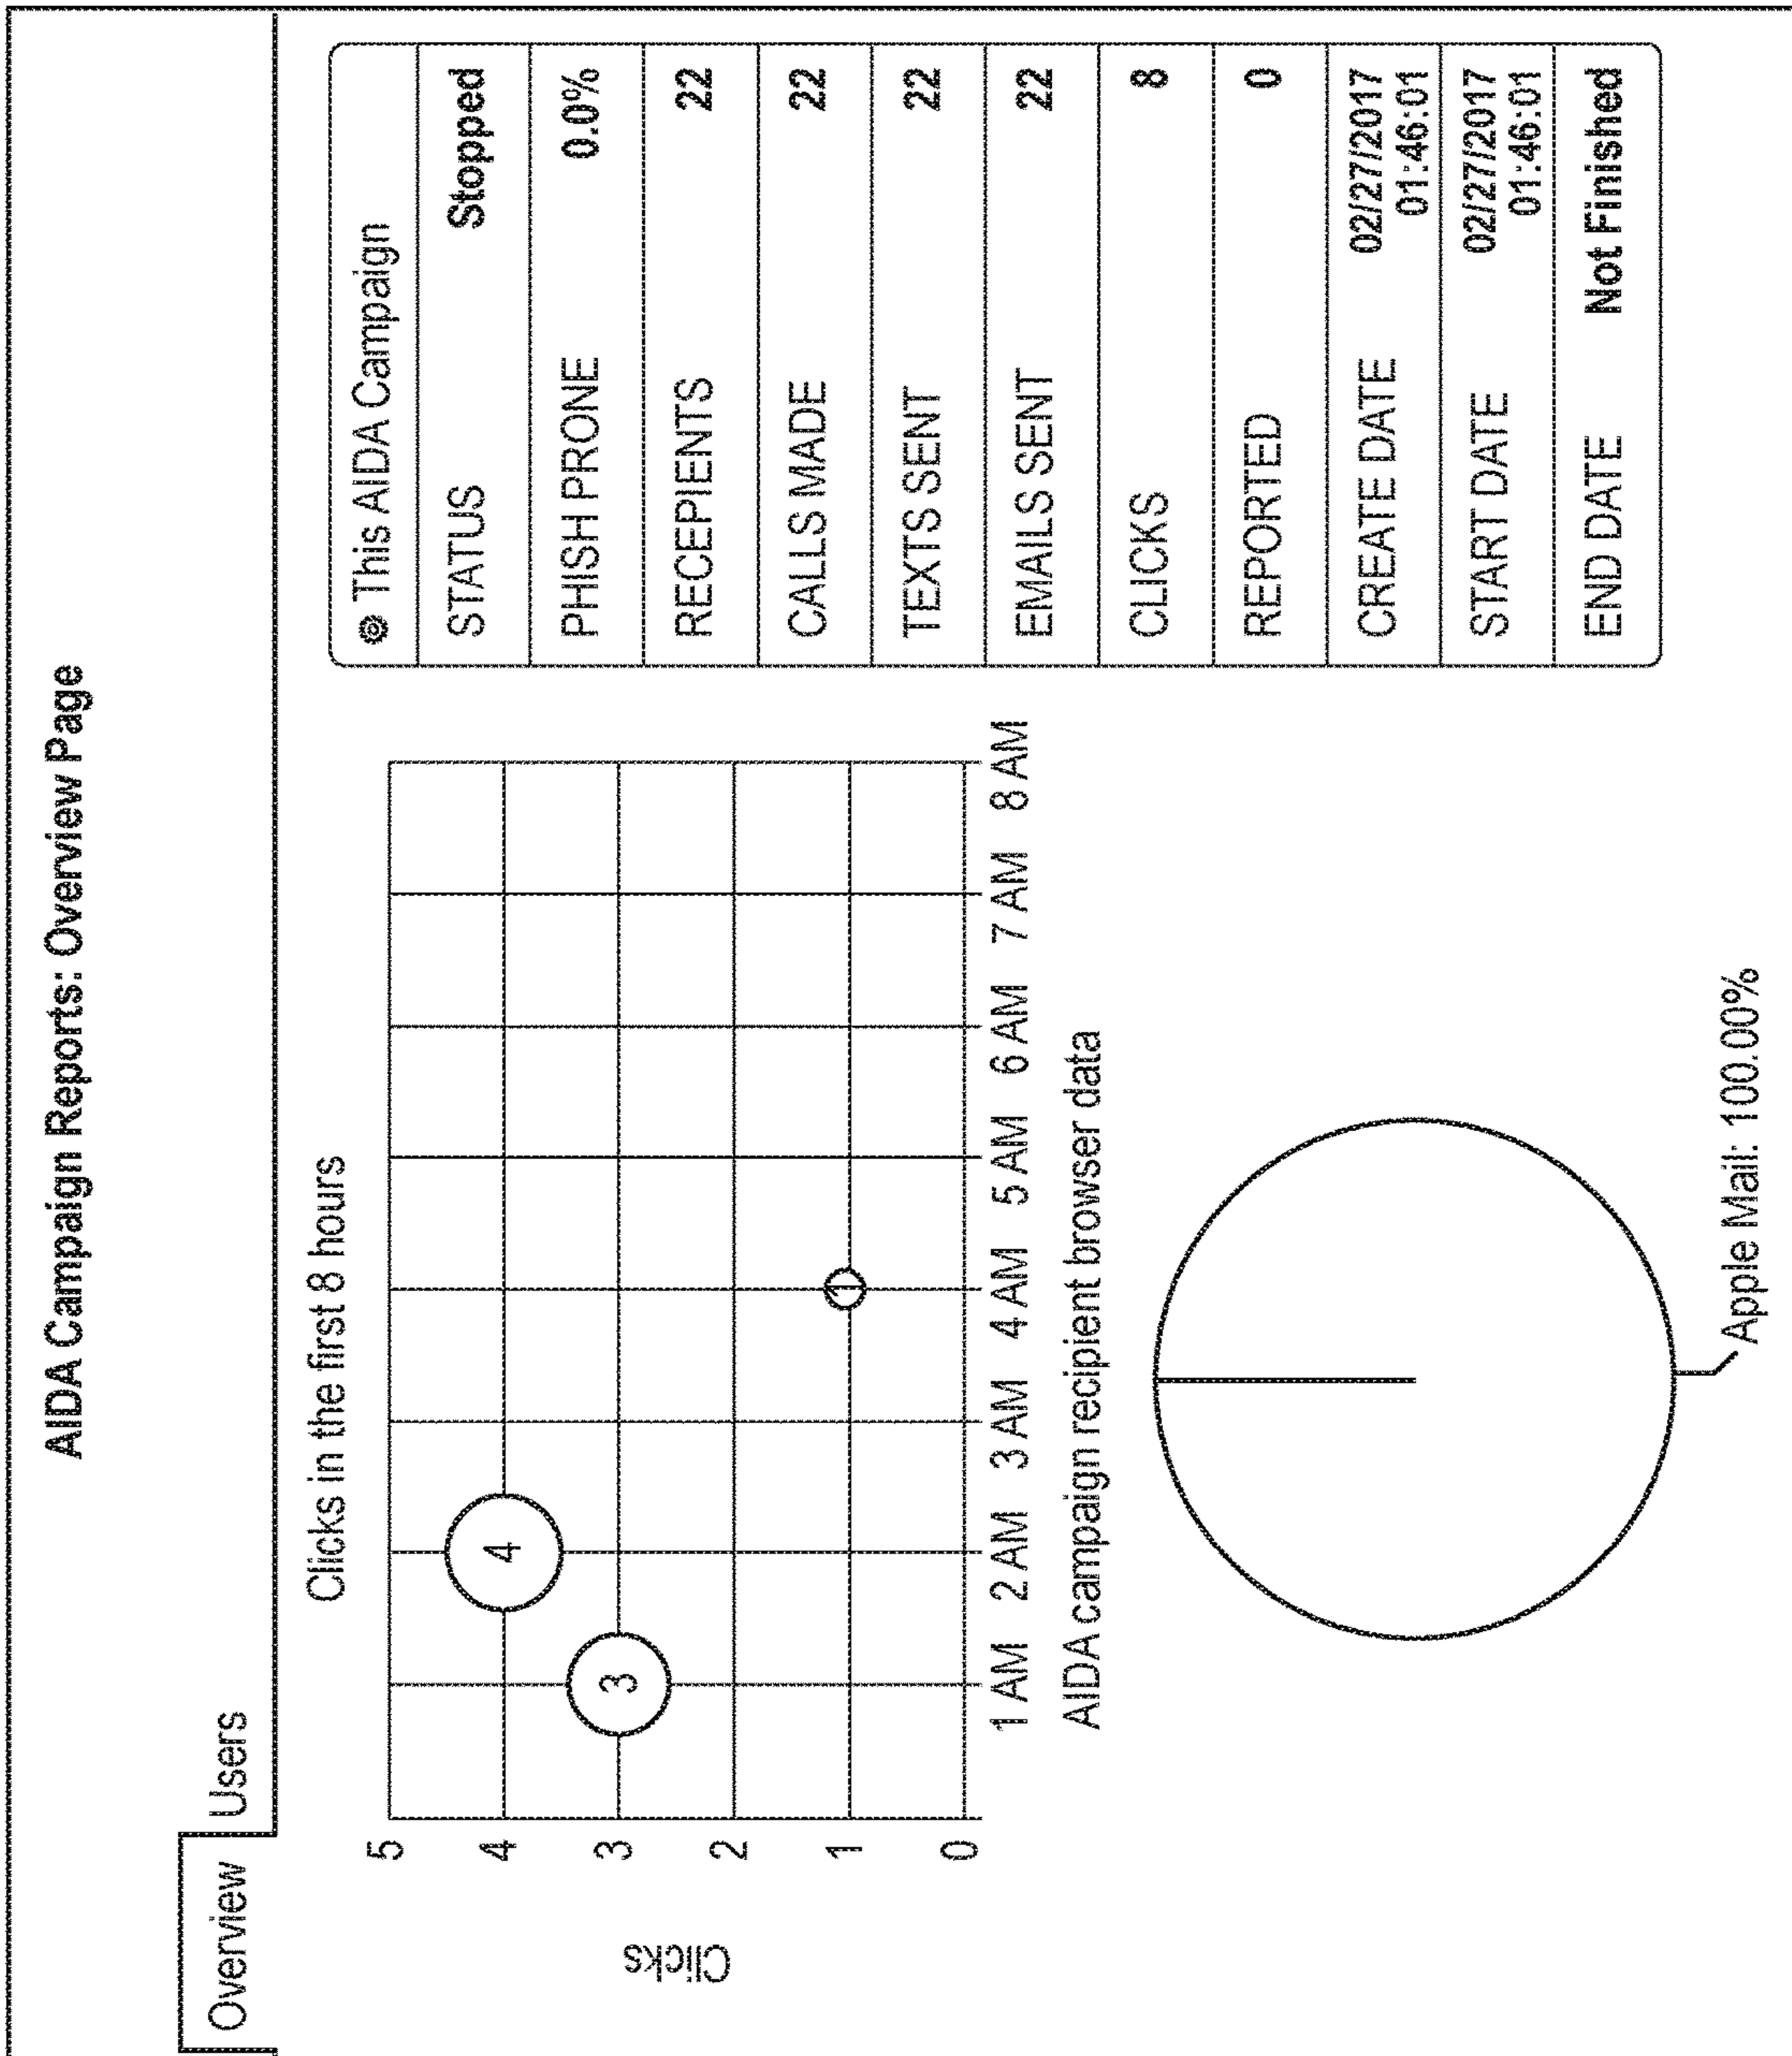 AIDA Campaign Reports: Overview Page
Overview Users
Clicks in the first 8 hours
Clicks
5
4
3
2
1
0
4
3
1
1 AM 2 AM 3 AM 4 AM 5 AM 6 AM 7 AM 8 AM
AIDA campaign recipient browser data
Apple Mail: 100.00%
This AIDA Campaign
STATUS Stopped
PHISH PRONE 0.0%
RECEPIENTS 22
CALLS MADE 22
TEXTS SENT 22
EMAILS SENT 22
CLICKS 8
REPORTED 0
CREATE DATE 02/27/2017
01:46:01
START DATE 02/27/2017
01:46:01
END DATE Not Finished